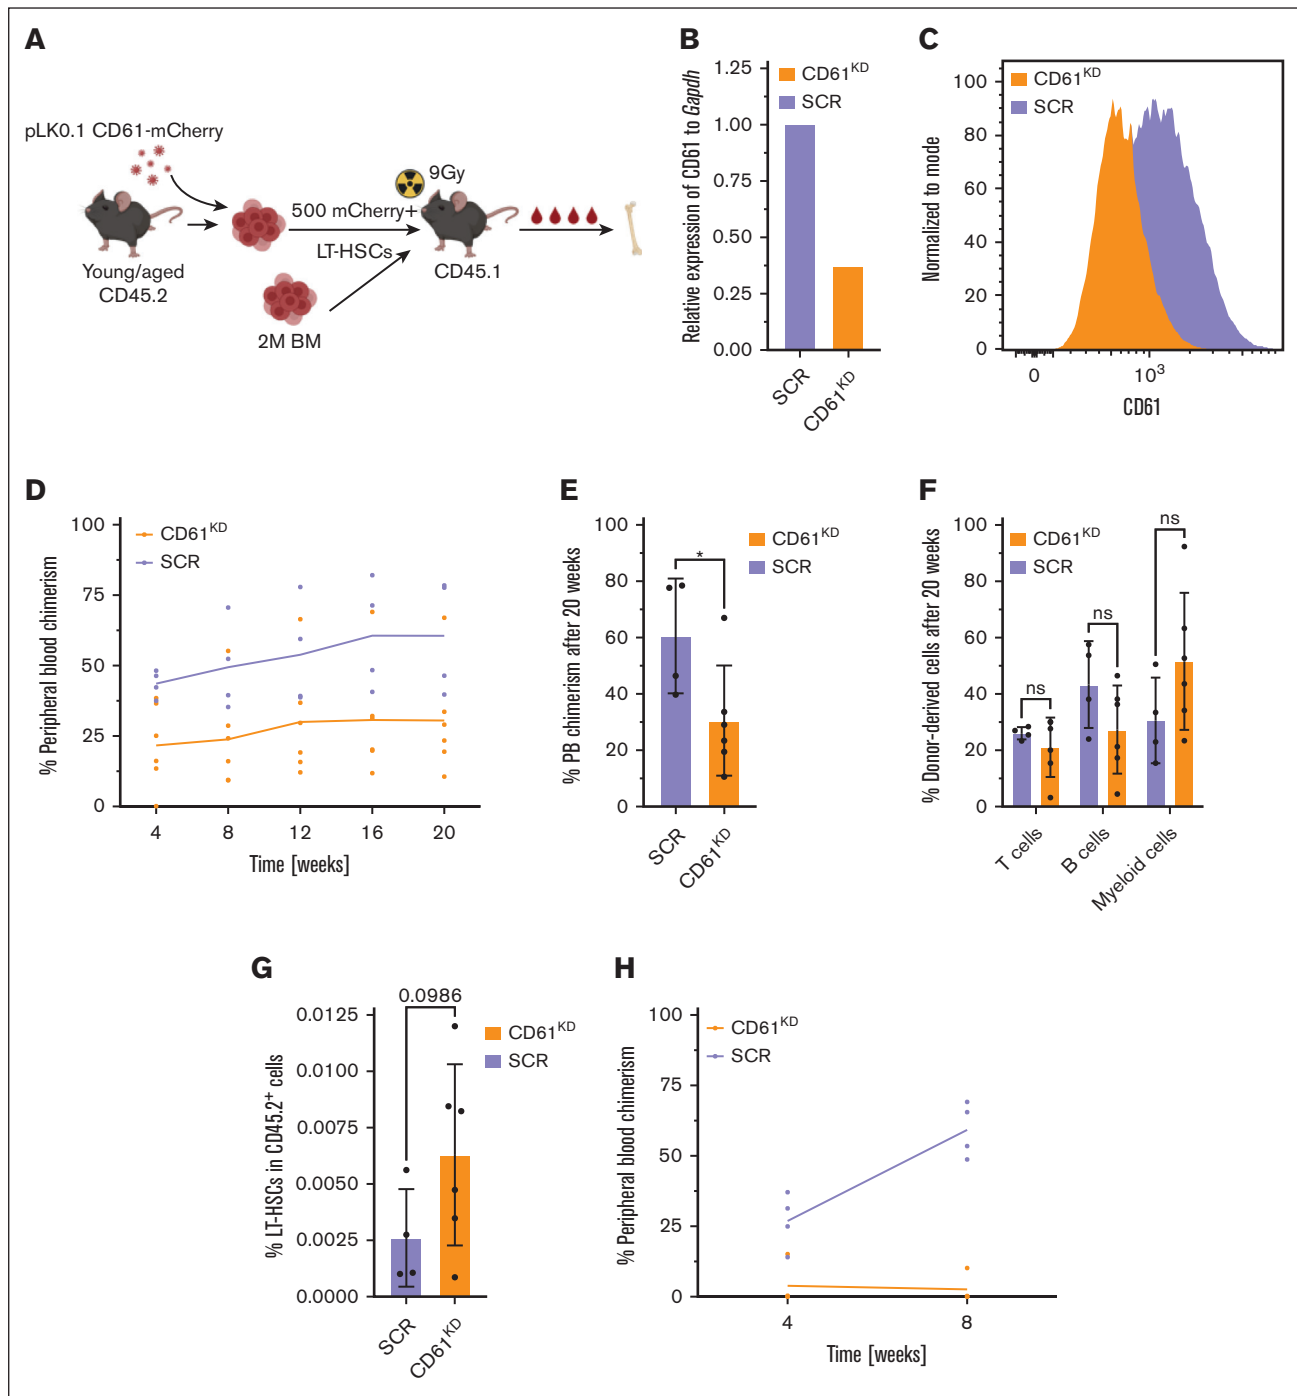 A
pLK0.1 CD61-mCherry
9Gy
500 mCherry+
LT-HSCs
Young/aged
CD45.2
CD45.1
2M BM
B
Relative expression of CD61 to Gapdh
1.25
1.00
0.75
0.50
0.25
0.00
CD61KD
SCR
SCR
CD61KD
C
Normalized to mode
100
80
60
40
20
0
CD61KD
SCR
0
10³
CD61
D
% Peripheral blood chimerism
100
75
50
25
0
CD61KD
SCR
4
8
12
16
20
Time [weeks]
E
% PB chimerism after 20 weeks
100
80
60
40
20
0
*
CD61KD
SCR
SCR
CD61KD
F
% Donor-derived cells after 20 weeks
100
80
60
40
20
0
CD61KD
SCR
ns
ns
ns
T cells
B cells
Myeloid cells
G
% LT-HSCs in CD45.2⁺ cells
0.0125
0.0100
0.0075
0.0050
0.0025
0.0000
0.0986
CD61KD
SCR
SCR
CD61KD
H
% Peripheral blood chimerism
100
75
50
25
0
CD61KD
SCR
4
8
Time [weeks]